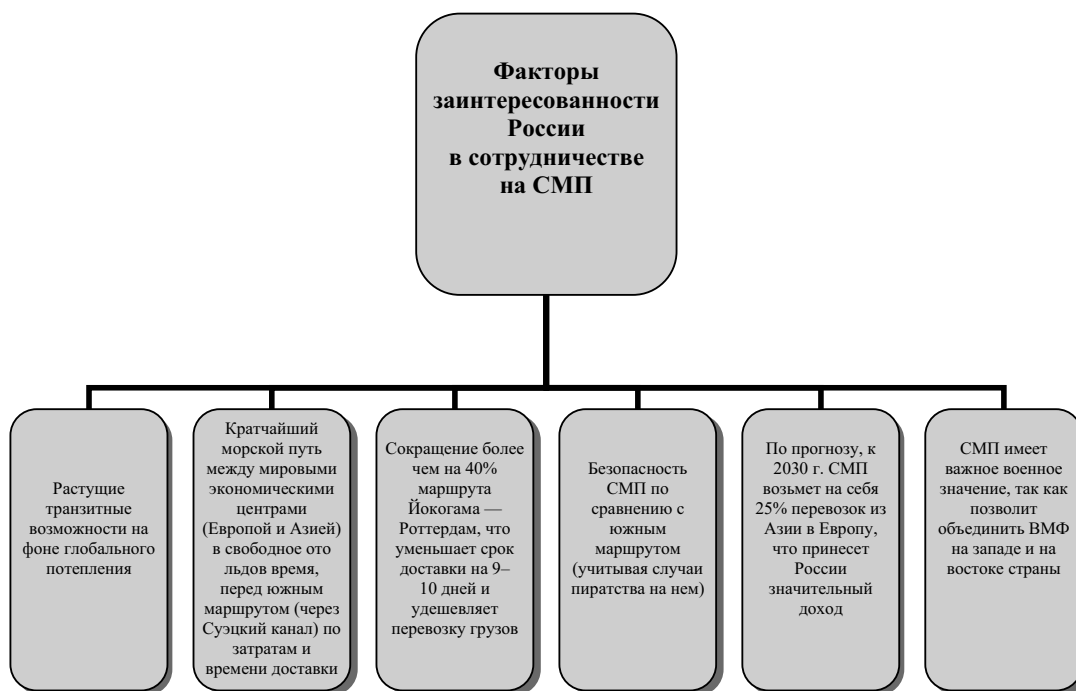 Факторы
заинтересованности
России
в сотрудничестве
на СМП
Растущие
транзитные
возможности на
фоне глобального
потепления
Кратчайший
морской путь
между мировыми
экономическими
центрами
(Европой и Азией)
в свободное ото
льдов время,
перед южным
маршрутом (через
Суэцкий канал) по
затратам и
времени доставки
Сокращение более
чем на 40%
маршрута
Йокогама —
Роттердам, что
уменьшает срок
доставки на 9–
10 дней и
удешевляет
перевозку грузов
Безопасность
СМП по
сравнению с
южным
маршрутом
(учитывая случаи
пиратства на нем)
По прогнозу, к
2030 г. СМП
возьмет на себя
25% перевозок из
Азии в Европу,
что принесет
России
значительный
доход
СМП имеет
важное военное
значение, так как
позволит
объединить ВМФ
на западе и на
востоке страны